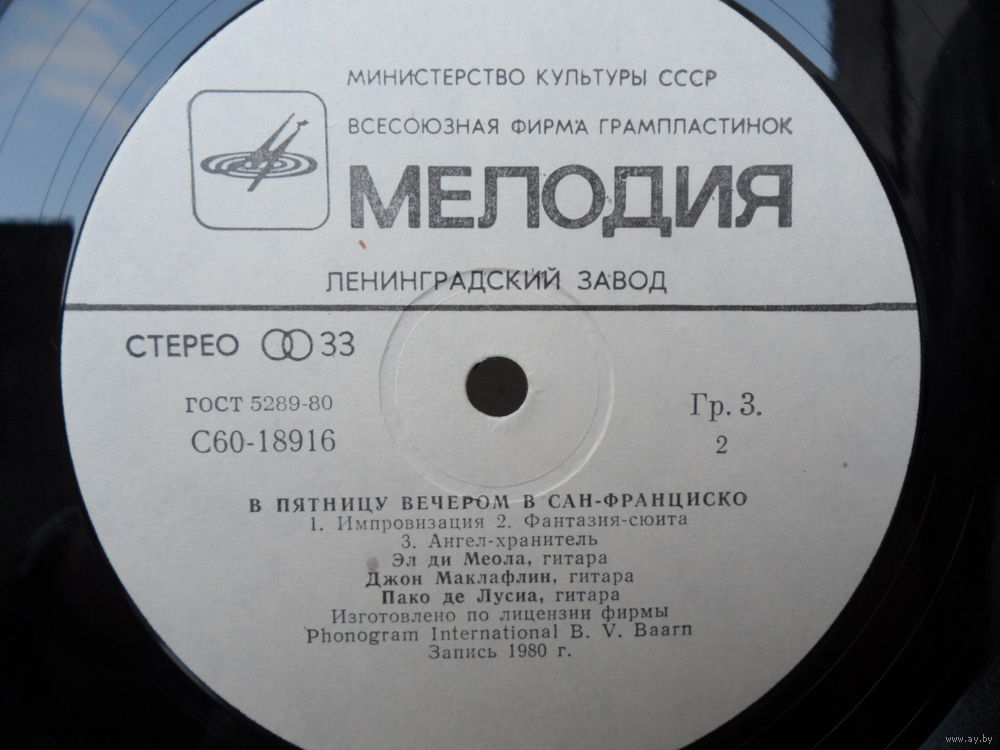 МИНИСТЕРСТВО КУЛЬТУРЫ СССР
ВСЕСОЮЗНАЯ ФИРМА ГРАМПЛАСТИНОК
МЕЛОДИЯ
ЛЕНИНГРАДСКИЙ ЗАВОД
СТЕРЕО 33
ГОСТ 5289-80
С60-18916
Гр. 3.
2
В ПЯТНИЦУ ВЕЧЕРОМ В САН-ФРАНЦИСКО
1. Импровизация 2. Фантазия-сюита
3. Ангел-хранитель
Эл ди Меола, гитара
Джон Маклафлин, гитара
Пако де Лусиа, гитара
Изготовлено по лицензии фирмы
Phonogram International B. V. Baarn
Запись 1980 г.
www.ay.by